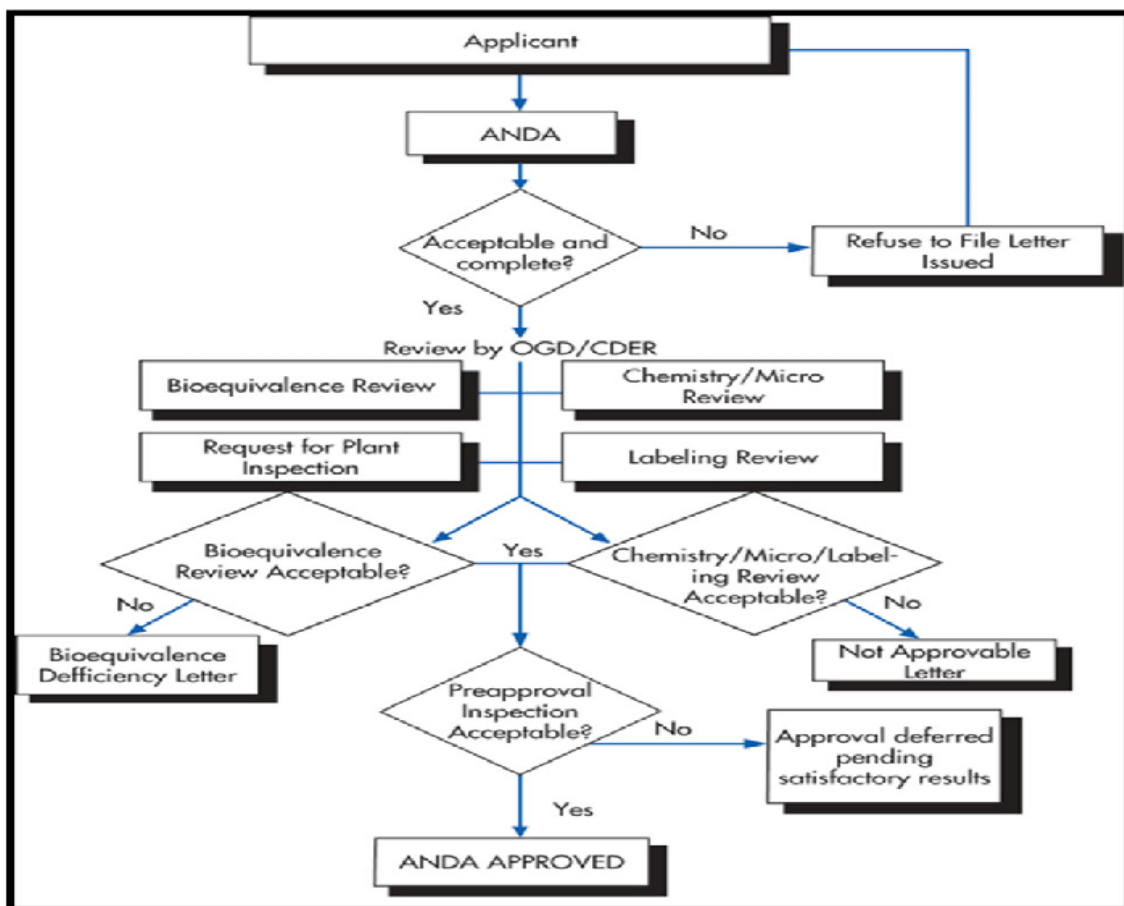 Applicant
ANDA
Acceptable and
complete?
No
Refuse to File Letter
Issued
Yes
Review by OGD/CDER
Bioequivalence Review
Chemistry/Micro
Review
Request for Plant
Inspection
Labeling Review
Bioequivalence
Review Acceptable?
Yes
Chemistry/Micro/Label-
ing Review
Acceptable?
No
No
Bioequivalence
Defficiency Letter
Not Approvable
Letter
Preapproval
Inspection
Acceptable?
No
Approval deferred
pending
satisfactory results
Yes
ANDA APPROVED